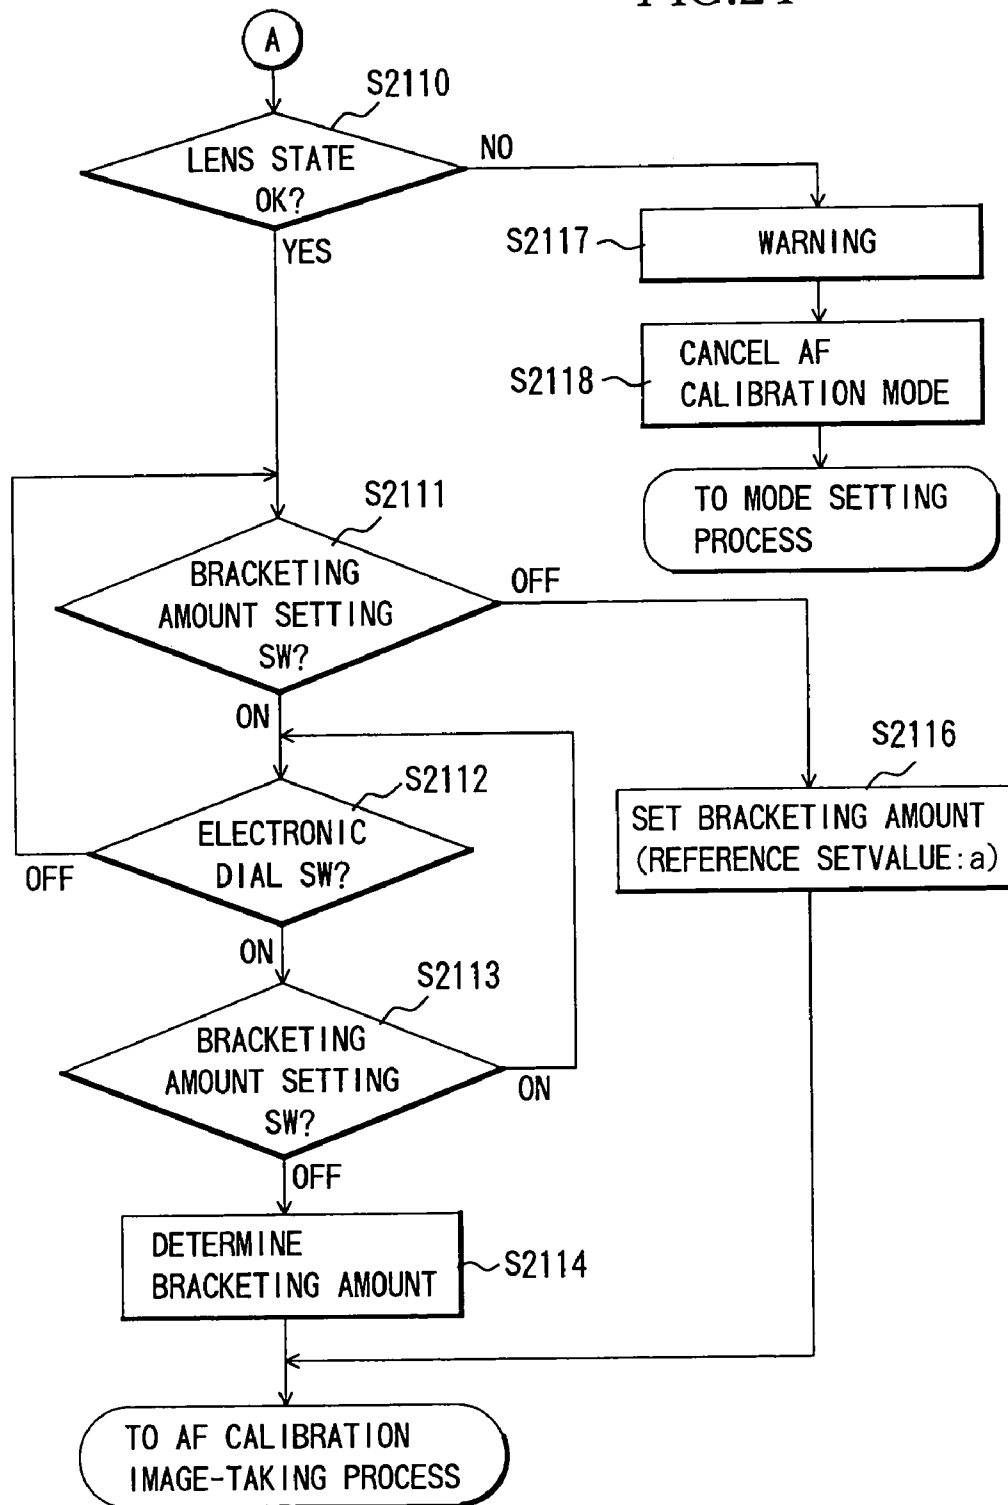 A
S2110
LENS STATE
OK?
NO
YES
S2117
WARNING
S2118
CANCEL AF
CALIBRATION MODE
TO MODE SETTING
PROCESS
S2111
BRACKETING
AMOUNT SETTING
SW?
OFF
ON
S2112
ELECTRONIC
DIAL SW?
OFF
ON
S2116
SET BRACKETING AMOUNT
(REFERENCE SETVALUE:a)
S2113
BRACKETING
AMOUNT SETTING
SW?
ON
OFF
DETERMINE
BRACKETING AMOUNT
S2114
TO AF CALIBRATION
IMAGE-TAKING PROCESS